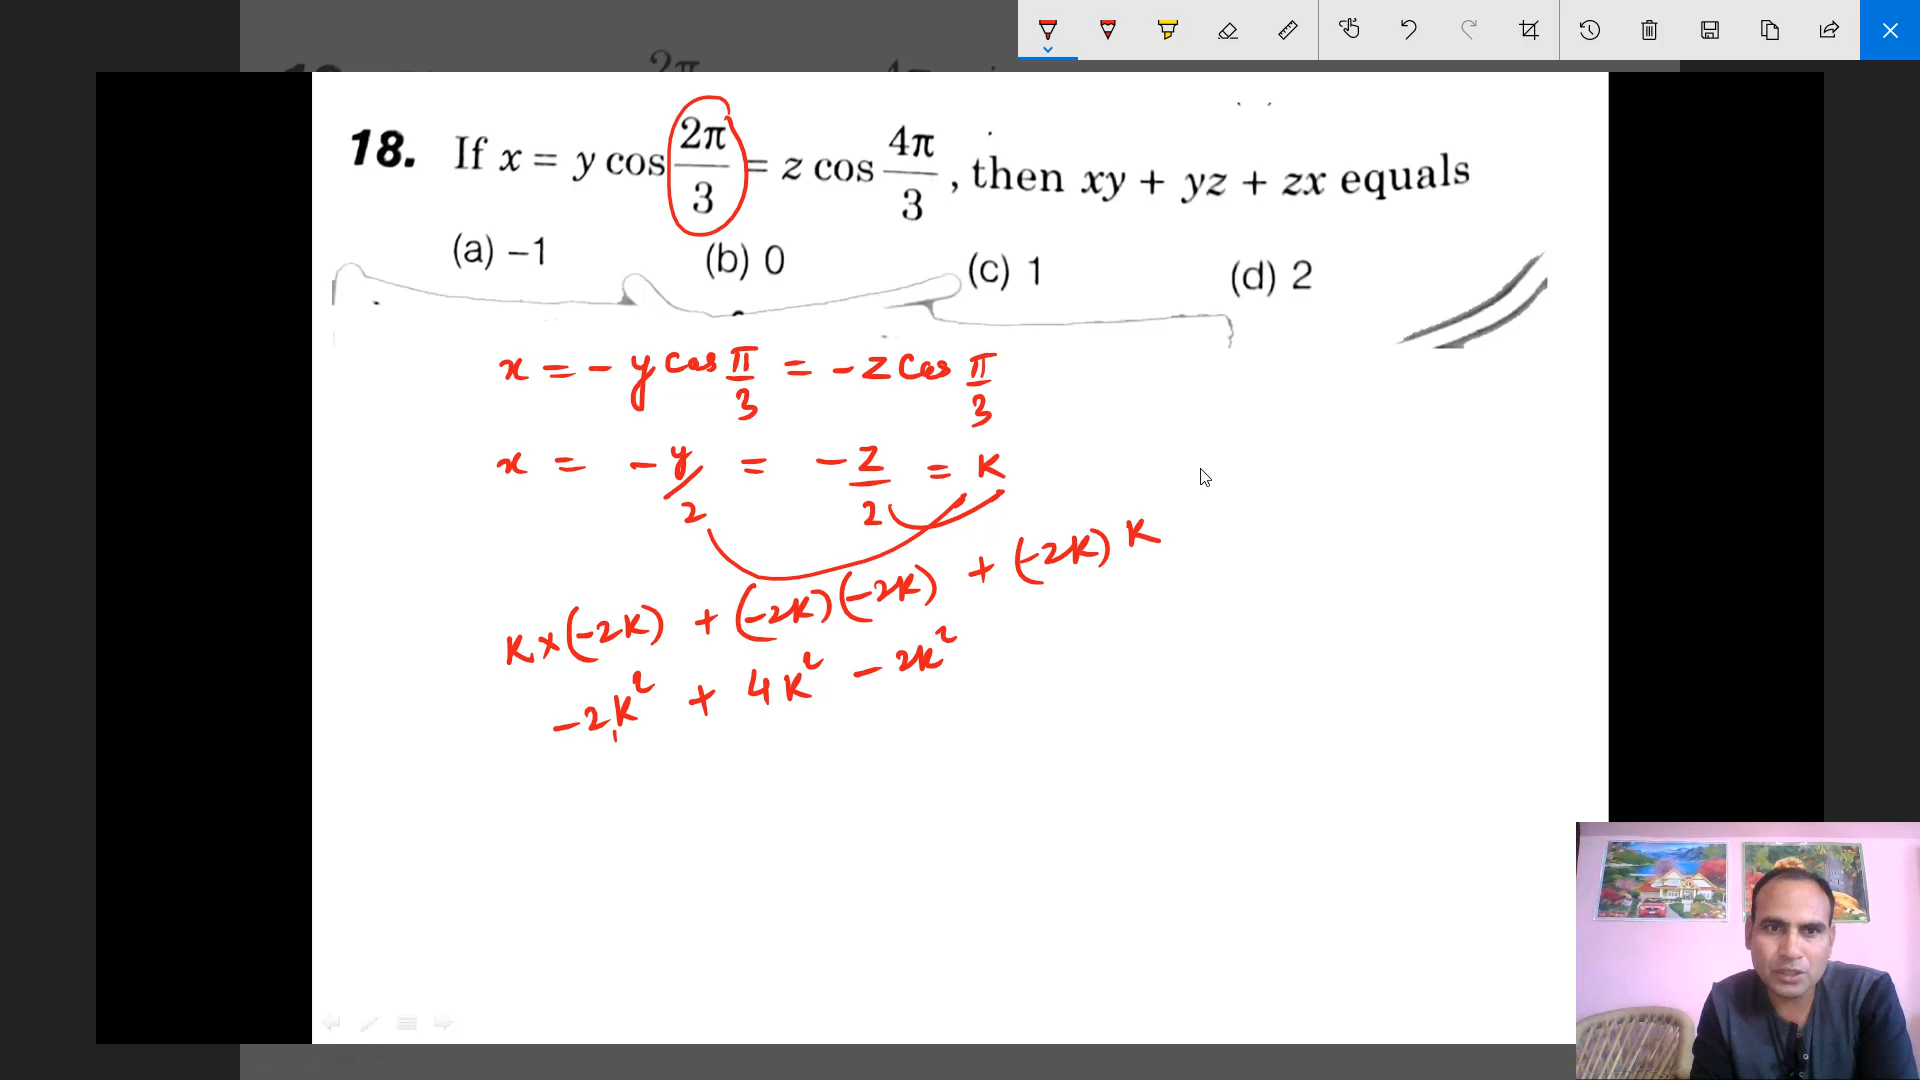 18. If x = y cos 2π/3 = z cos 4π/3, then xy + yz + zx equals
(a) –1 (b) 0 (c) 1 (d) 2
x = - y cos π/3 = - z cos π/3
x = - y/2 = - z/2 = K
K×(-2K) + (-2K)(-2K) + (-2K) K
-2K² + 4K² - 2K²